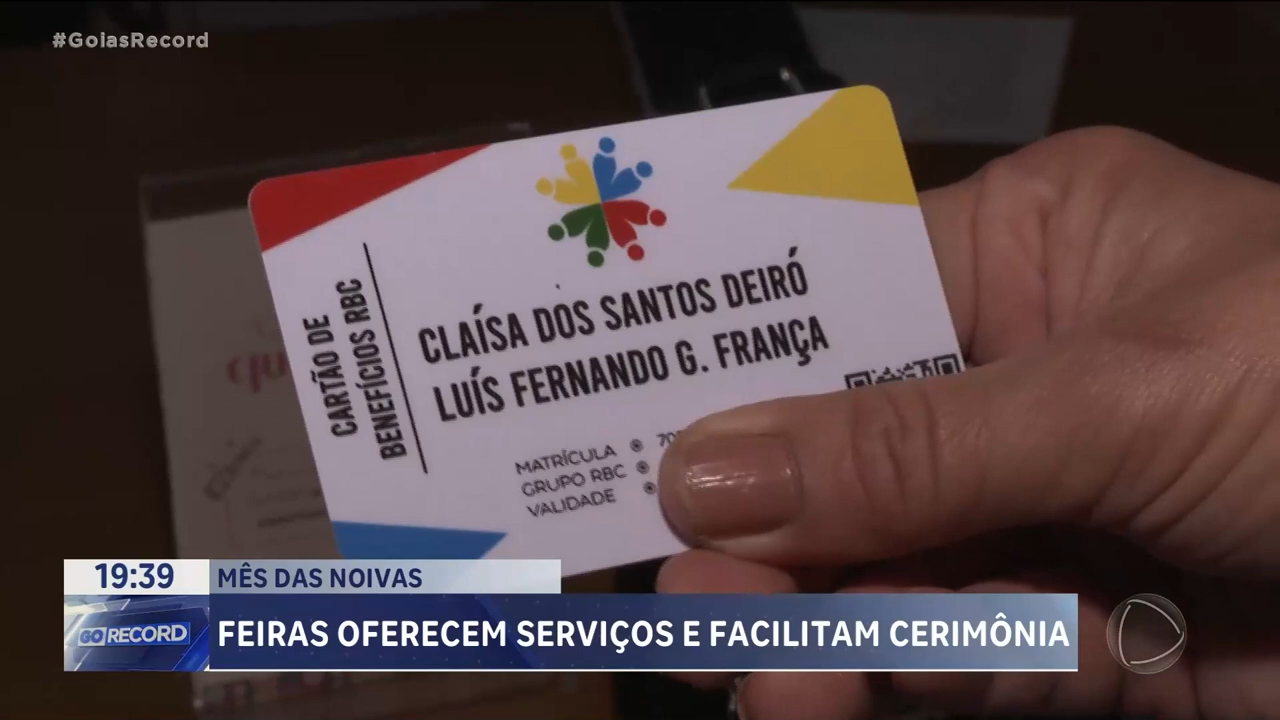 #GoiasRecord
CARTÃO DE
BENEFÍCIOS RBC
CLAÍSA DOS SANTOS DEIRÓ
LUÍS FERNANDO G. FRANÇA
MATRÍCULA
GRUPO RBC
VALIDADE
19:39
MÊS DAS NOIVAS
GO RECORD
FEIRAS OFERECEM SERVIÇOS E FACILITAM CERIMÔNIA